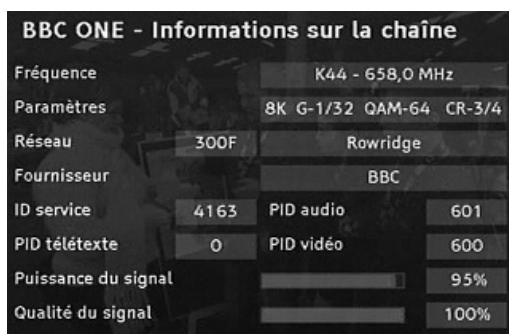 BBC ONE - Informations sur la chaîne
Fréquence K44 - 658,0 MHz
Paramètres 8K G-1/32 QAM-64 CR-3/4
Réseau 300F Rowridge
Fournisseur BBC
ID service 4163 PID audio 601
PID télétexte 0 PID vidéo 600
Puissance du signal 95%
Qualité du signal 100%